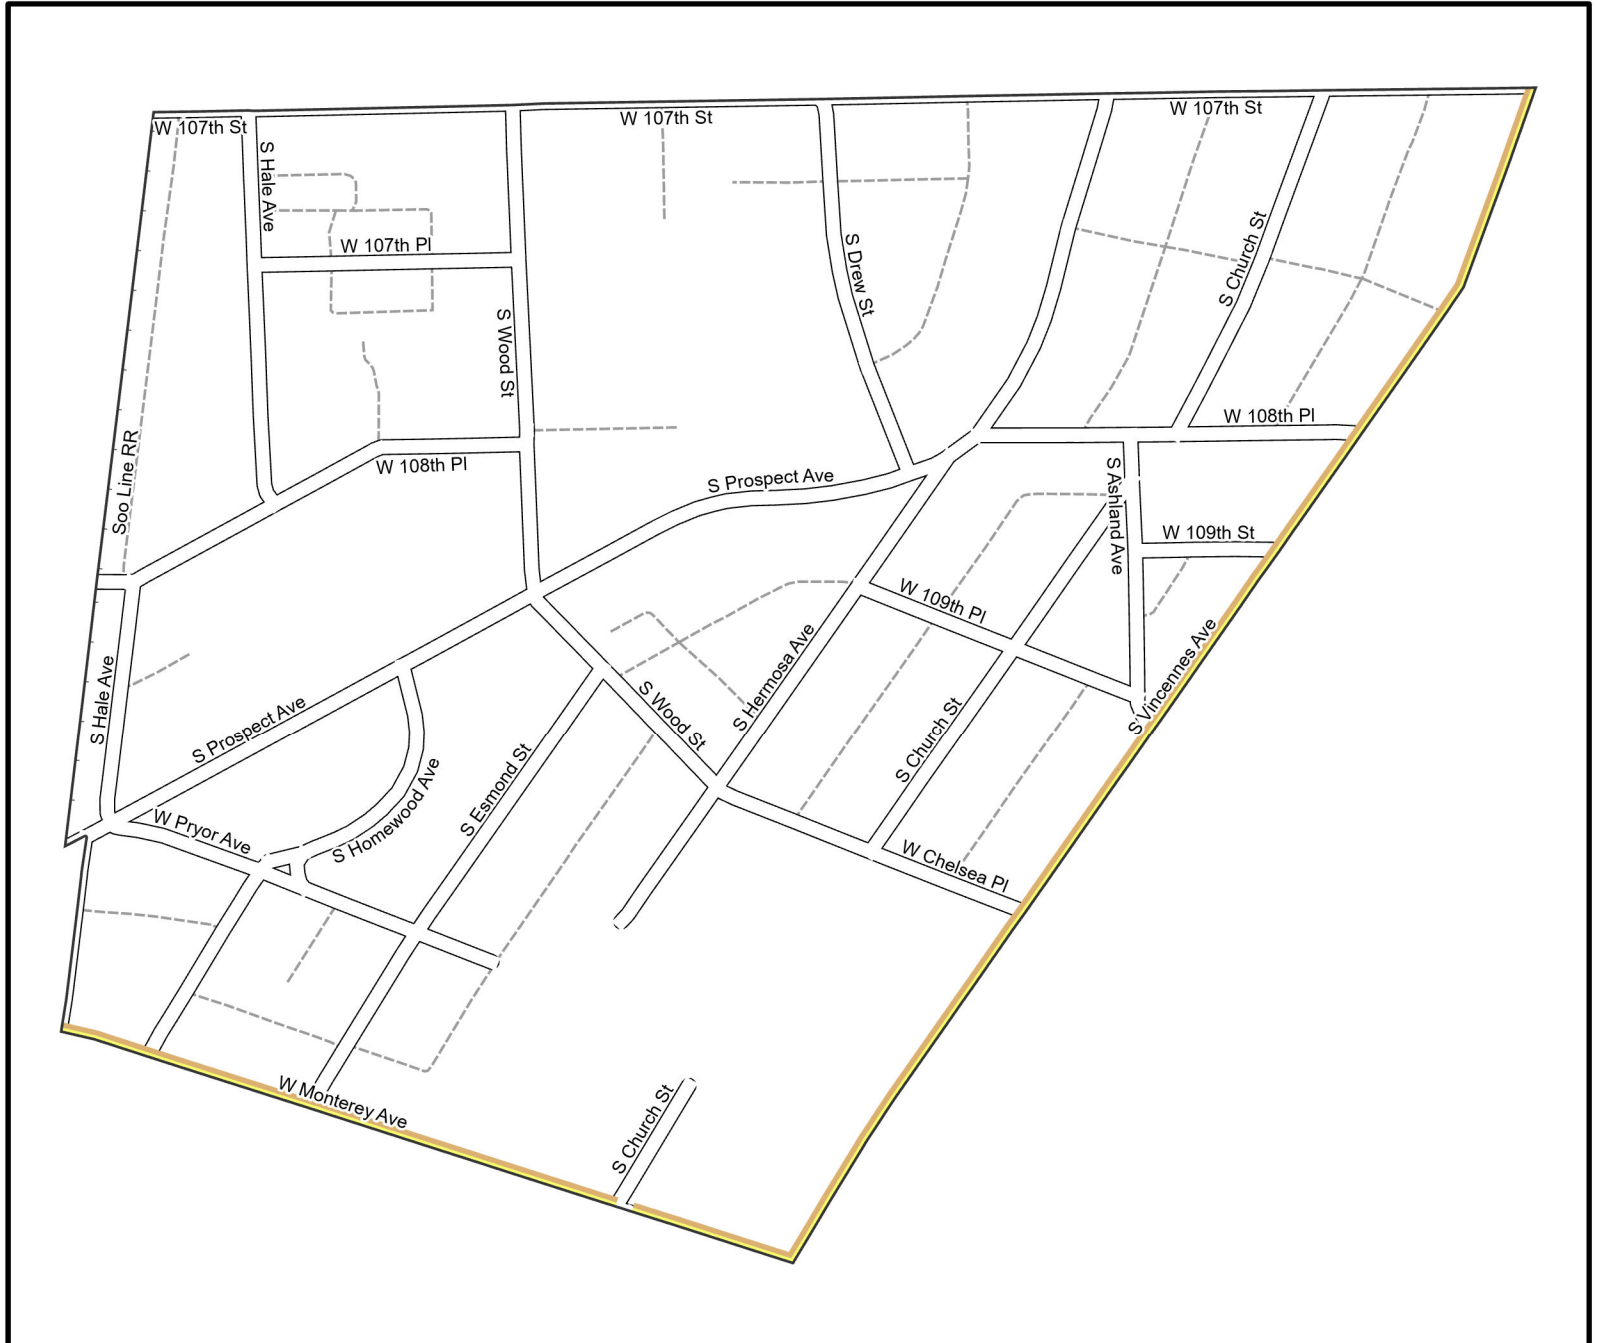 W 107th St
W 107th St
W 107th St
S Hale Ave
W 107th Pl
S Drew St
S Church St
S Wood St
W 108th Pl
W 108th Pl
Soo Line RR
S Prospect Ave
S Ashland Ave
W 109th St
W 109th Pl
S Hale Ave
S Hermosa Ave
S Vincennes Ave
S Prospect Ave
S Wood St
S Church St
S Esmond St
S Homewood Ave
W Pryor Ave
W Chelsea Pl
W Monterey Ave
S Church St